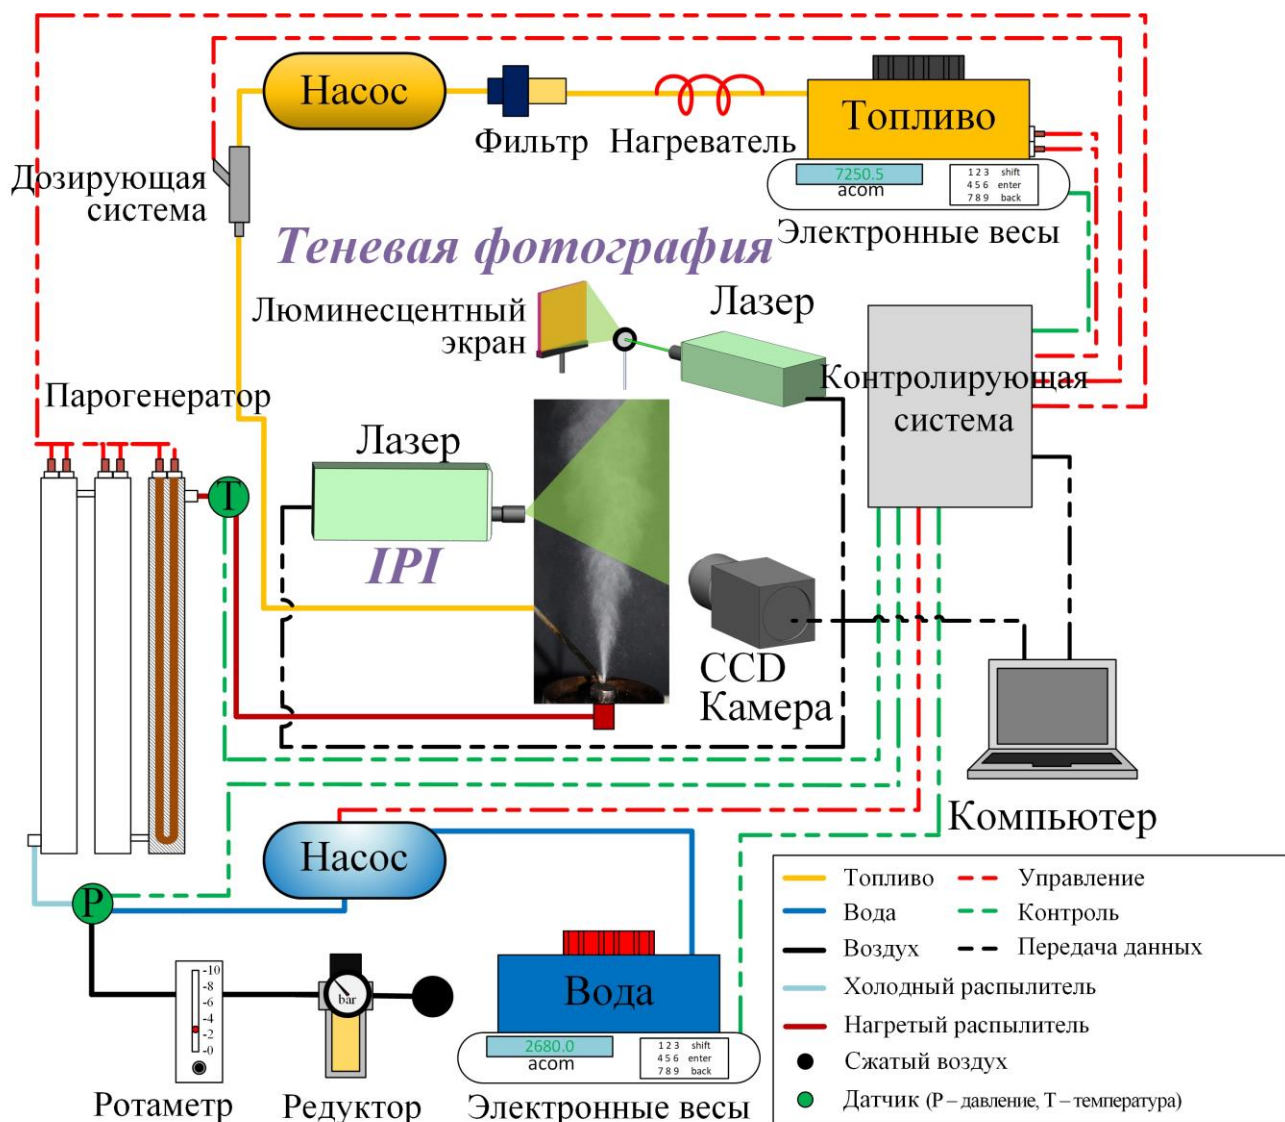 Насос
Фильтр
Нагреватель
Топливо
7250.5
acom
1 2 3 shift
4 5 6 enter
7 8 9 back
Электронные весы
Дозирующая
система
Теневая фотография
Люминесцентный
экран
Лазер
Контролирующая
система
Парогенератор
Лазер
IPI
T
CCD
Камера
Компьютер
Насос
P
Вода
2680.0
acom
1 2 3 shift
4 5 6 enter
7 8 9 back
Электронные весы
-10
-8
-6
-4
-2
-0
Ротаметр
bar
Редуктор
Топливо
Управление
Вода
Контроль
Воздух
Передача данных
Холодный распылитель
Нагретый распылитель
Сжатый воздух
Датчик (P – давление, T – температура)